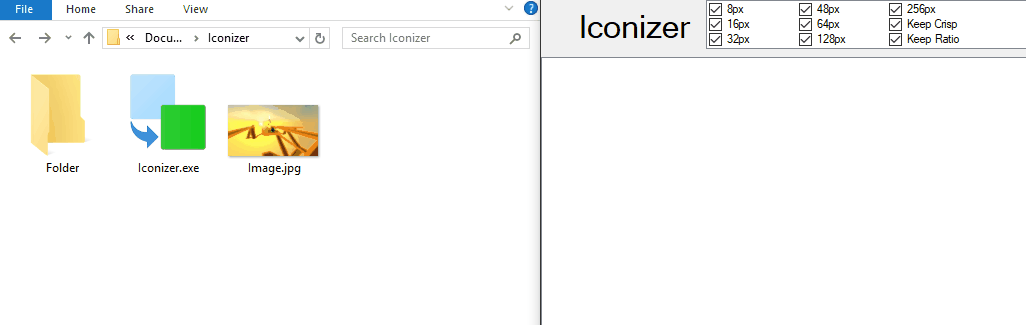 File Home Share View
« Docu... Iconizer
Search Iconizer
Folder
Iconizer.exe
Image.jpg
Iconizer
8px 48px 256px
16px 64px Keep Crisp
32px 128px Keep Ratio